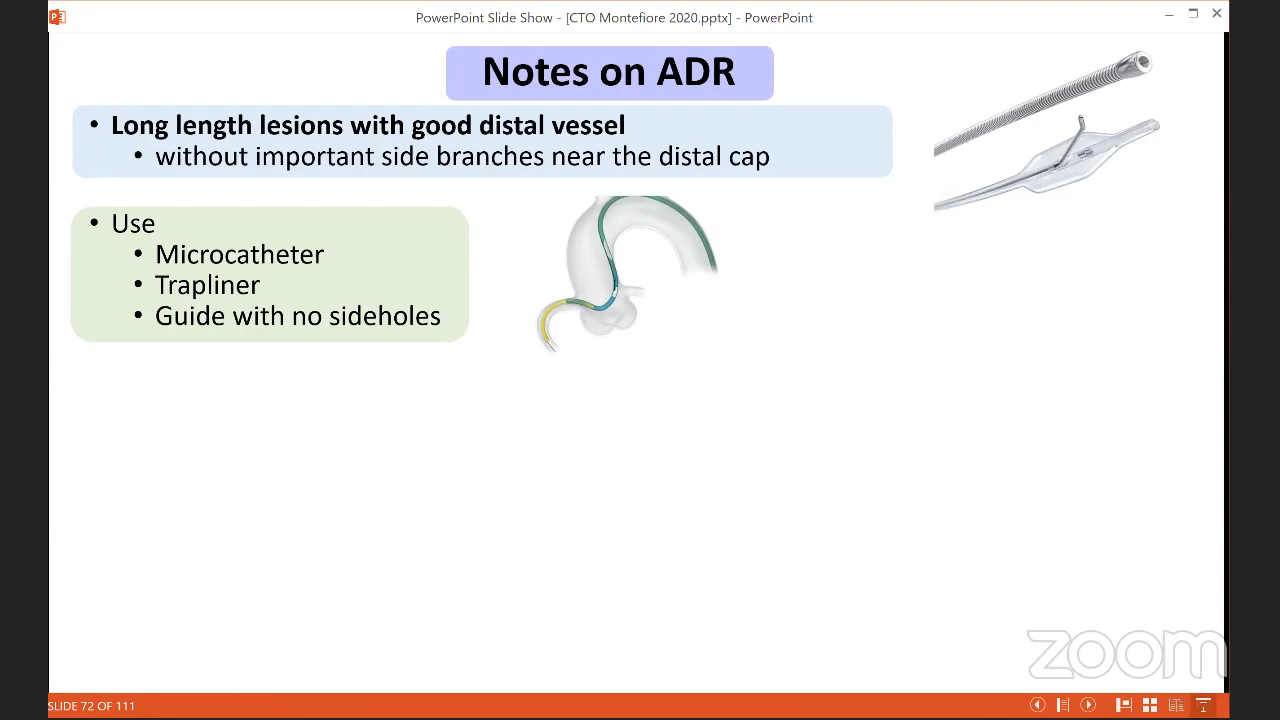 PowerPoint Slide Show - [CTO Montefiore 2020.pptx] - PowerPoint
Notes on ADR
• Long length lesions with good distal vessel
• without important side branches near the distal cap
• Use
• Microcatheter
• Trapliner
• Guide with no sideholes
zoom
SLIDE 72 OF 111